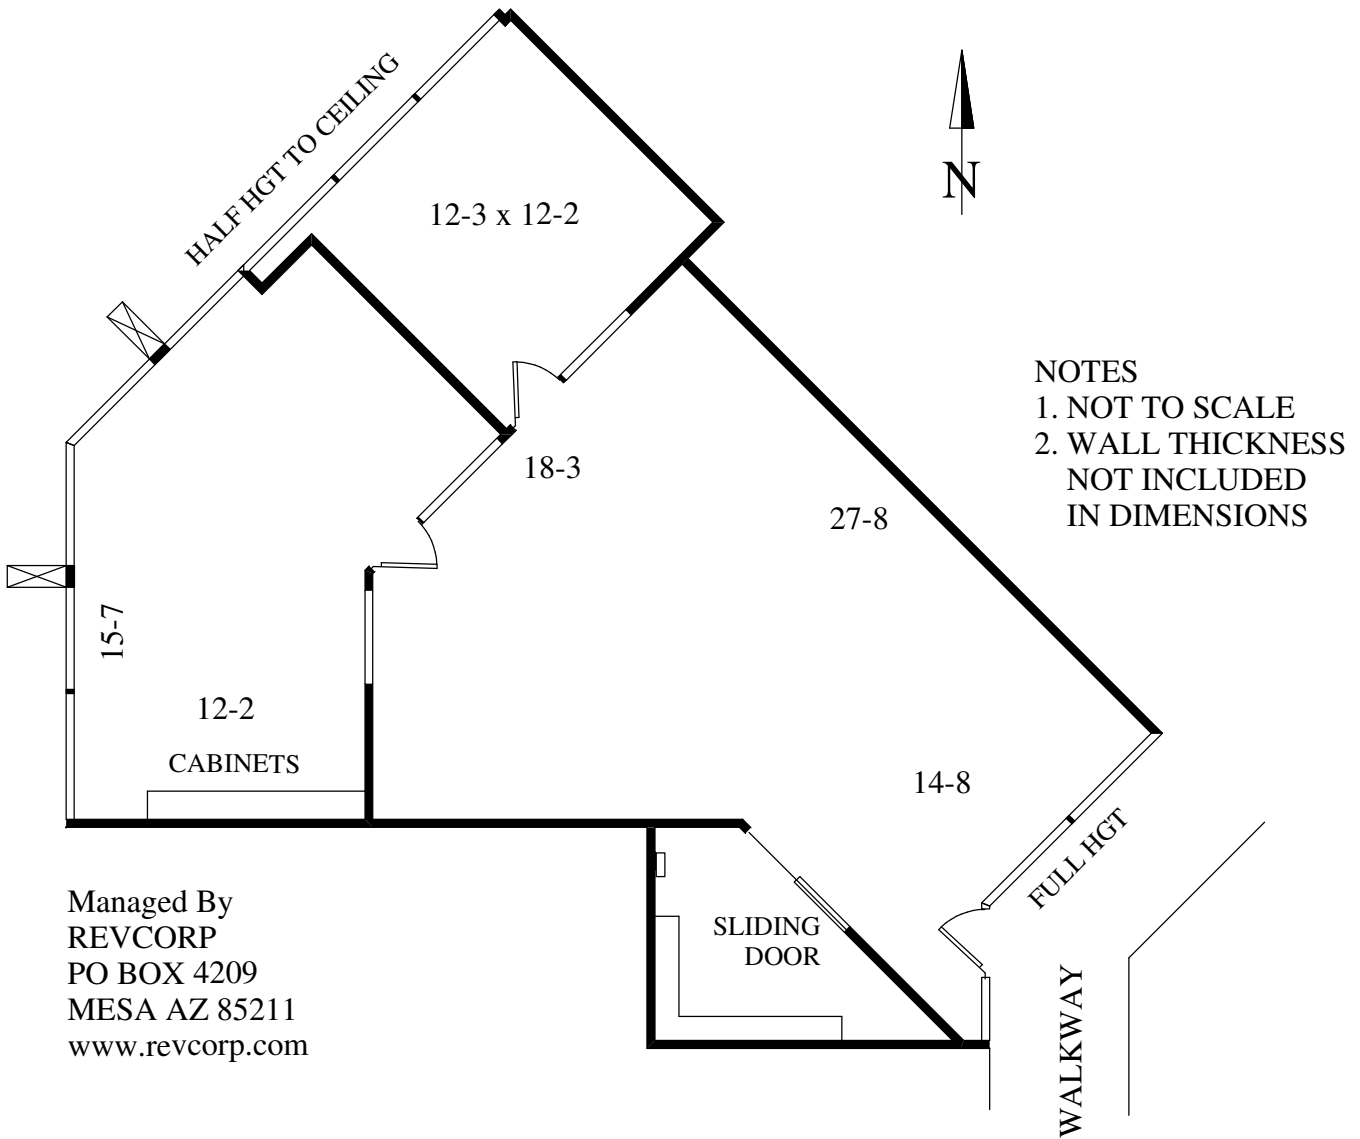 HALF HGT TO CEILING
N
12-3 x 12-2
NOTES
1. NOT TO SCALE
2. WALL THICKNESS
NOT INCLUDED
IN DIMENSIONS
18-3
27-8
15-7
12-2
CABINETS
14-8
FULL HGT
SLIDING
DOOR
WALKWAY
Managed By
REVCORP
PO BOX 4209
MESA AZ 85211
www.revcorp.com